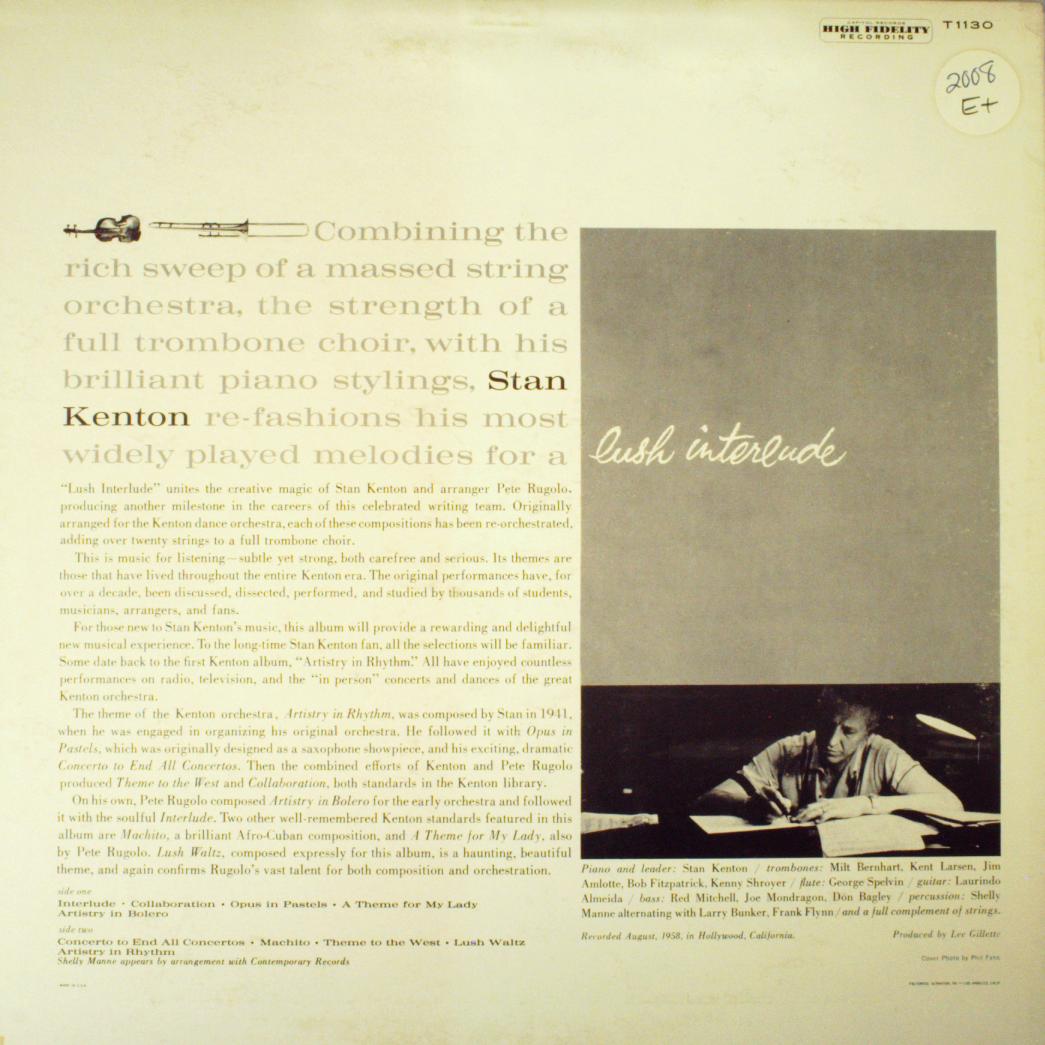 CAPITOL RECORDS
HIGH FIDELITY
RECORDING
T1130
2008
E+
Combining the
rich sweep of a massed string
orchestra, the strength of a
full trombone choir, with his
brilliant piano stylings, Stan
Kenton re-fashions his most
widely played melodies for a
lush interlude
"Lush Interlude" unites the creative magic of Stan Kenton and arranger Pete Rugolo,
producing another milestone in the careers of this celebrated writing team. Originally
arranged for the Kenton dance orchestra, each of these compositions has been re-orchestrated,
adding over twenty strings to a full trombone choir.
This is music for listening—subtle yet strong, both carefree and serious. Its themes are
those that have lived throughout the entire Kenton era. The original performances have, for
over a decade, been discussed, dissected, performed, and studied by thousands of students,
musicians, arrangers, and fans.
For those new to Stan Kenton's music, this album will provide a rewarding and delightful
new musical experience. To the long-time Stan Kenton fan, all the selections will be familiar.
Some date back to the first Kenton album, "Artistry in Rhythm." All have enjoyed countless
performances on radio, television, and the "in person" concerts and dances of the great
Kenton orchestra.
The theme of the Kenton orchestra, Artistry in Rhythm, was composed by Stan in 1941,
when he was engaged in organizing his original orchestra. He followed it with Opus in
Pastels, which was originally designed as a saxophone showpiece, and his exciting, dramatic
Concerto to End All Concertos. Then the combined efforts of Kenton and Pete Rugolo
produced Theme to the West and Collaboration, both standards in the Kenton library.
On his own, Pete Rugolo composed Artistry in Bolero for the early orchestra and followed
it with the soulful Interlude. Two other well-remembered Kenton standards featured in this
album are Machito, a brilliant Afro-Cuban composition, and A Theme for My Lady, also
by Pete Rugolo. Lush Waltz, composed expressly for this album, is a haunting, beautiful
theme, and again confirms Rugolo's vast talent for both composition and orchestration.
side one
Interlude • Collaboration • Opus in Pastels • A Theme for My Lady
Artistry in Bolero
side two
Concerto to End All Concertos • Machito • Theme to the West • Lush Waltz
Artistry in Rhythm
Shelly Manne appears by arrangement with Contemporary Records
MADE IN U.S.A.
Piano and leader: Stan Kenton / trombones: Milt Bernhart, Kent Larsen, Jim
Amlotte, Bob Fitzpatrick, Kenny Shroyer / flute: George Spelvin / guitar: Laurindo
Almeida / bass: Red Mitchell, Joe Mondragon, Don Bagley / percussion: Shelly
Manne alternating with Larry Bunker, Frank Flynn / and a full complement of strings.
Recorded August, 1958, in Hollywood, California.
Produced by Lee Gillette
Cover Photo by Phil